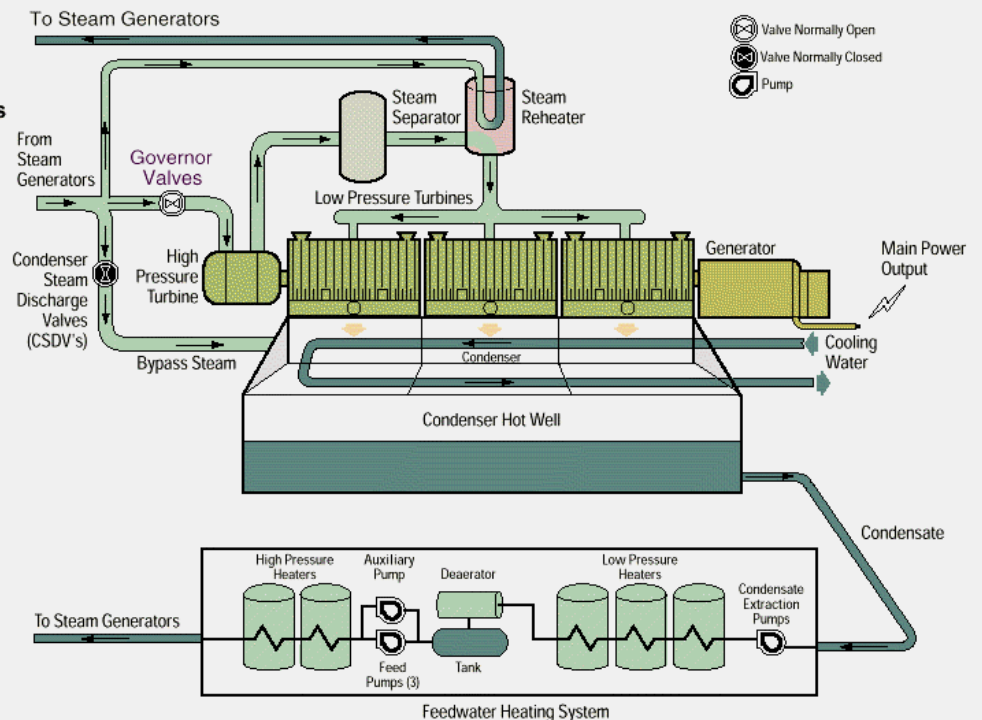 To Steam Generators
Valve Normally Open
Valve Normally Closed
Pump
s
Steam
Separator
Steam
Reheater
From
Steam
Generators
Governor
Valves
Low Pressure Turbines
High
Pressure
Turbine
Generator
Main Power
Output
Condenser
Steam
Discharge
Valves
(CSDV's)
Bypass Steam
Condenser
Cooling
Water
Condenser Hot Well
Condensate
High Pressure
Heaters
Auxiliary
Pump
Deaerator
Low Pressure
Heaters
Condensate
Extraction
Pumps
To Steam Generators
Feed
Pumps (3)
Tank
Feedwater Heating System